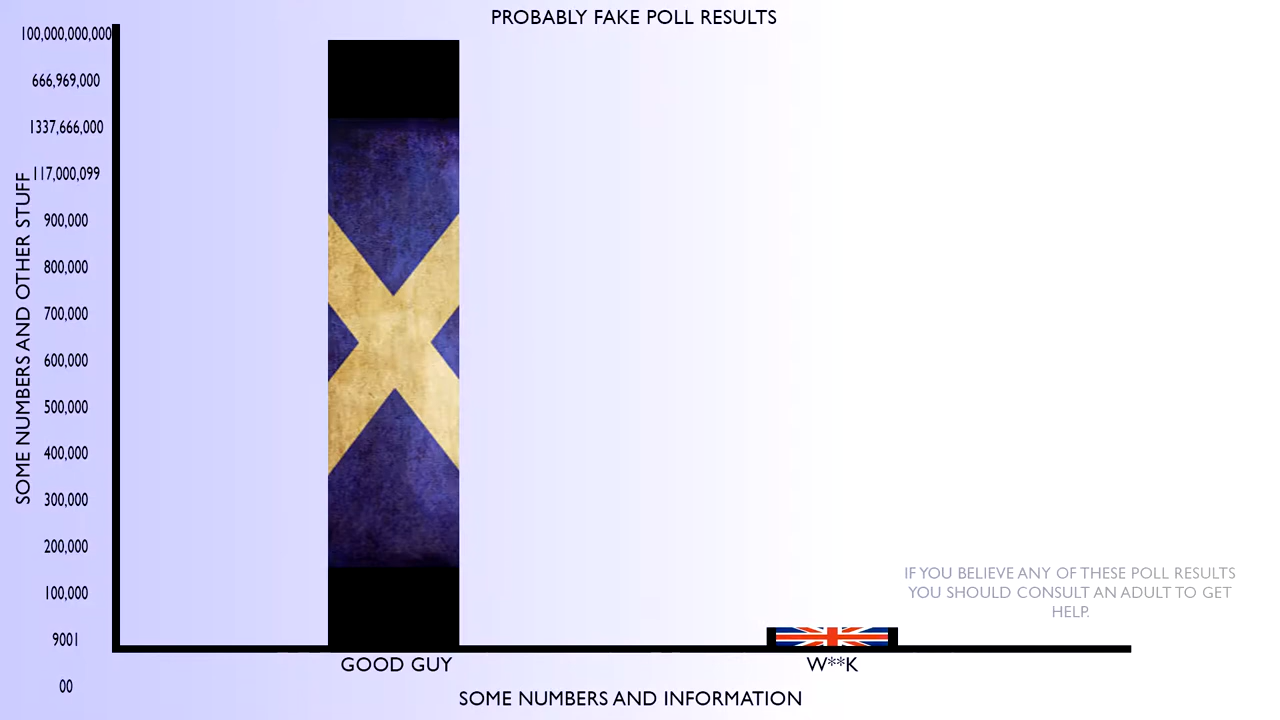 PROBABLY FAKE POLL RESULTS
100,000,000,000
666,969,000
1337,666,000
117,000,099
900,000
800,000
700,000
600,000
500,000
400,000
300,000
200,000
100,000
9001
00
SOME NUMBERS AND OTHER STUFF
IF YOU BELIEVE ANY OF THESE POLL RESULTS
YOU SHOULD CONSULT AN ADULT TO GET
HELP.
GOOD GUY
W**K
SOME NUMBERS AND INFORMATION